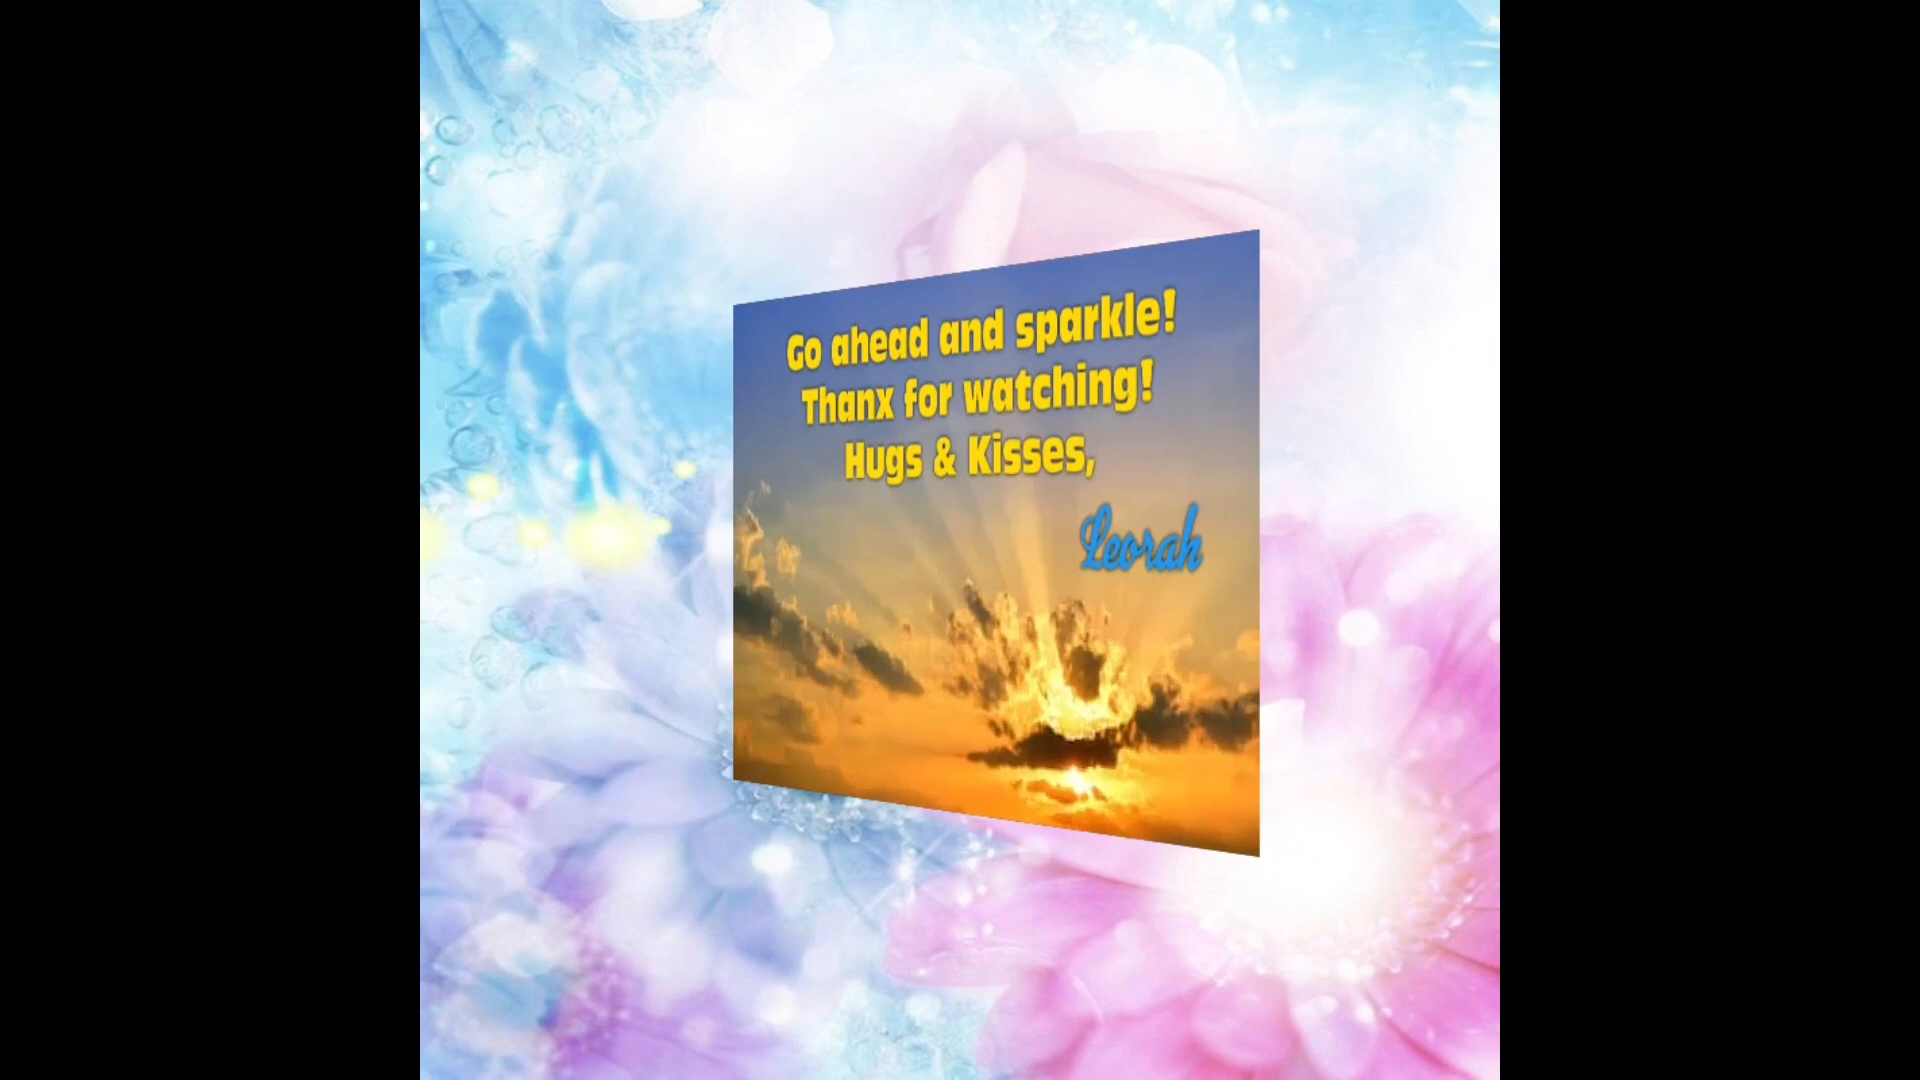 Go ahead and sparkle!
Thanx for watching!
Hugs & Kisses,
Leorah